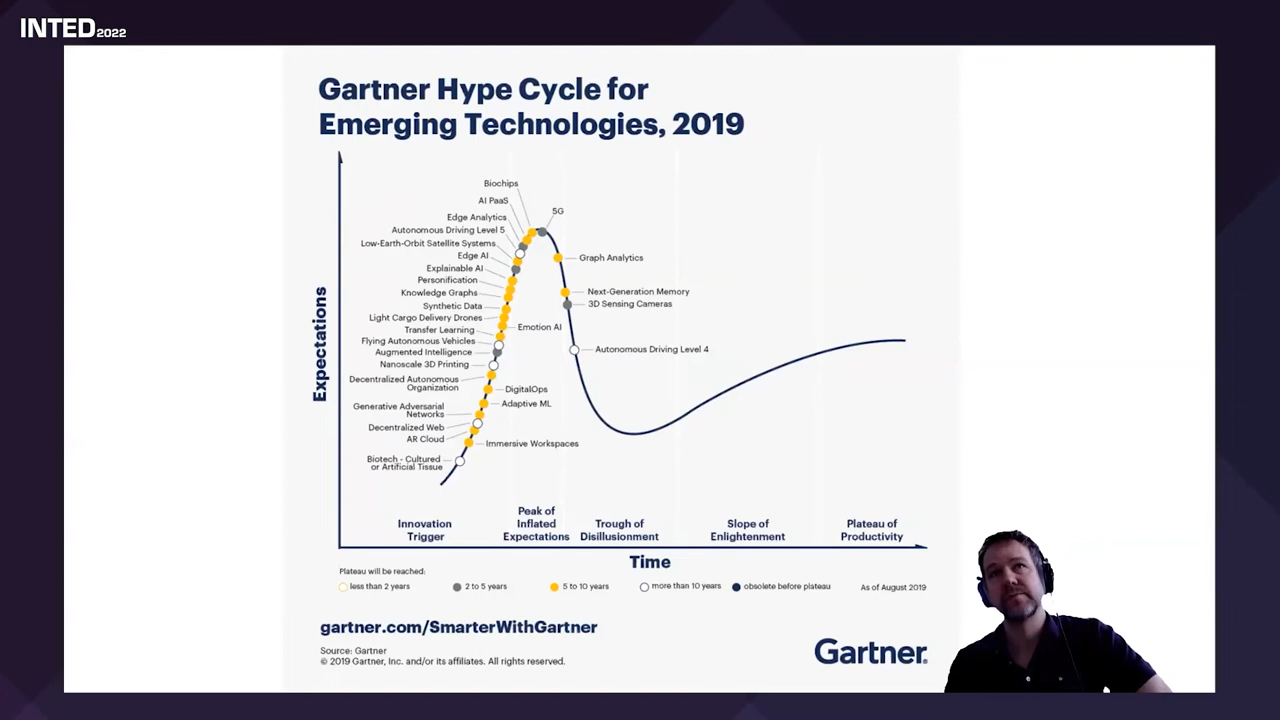 INTED2022
Gartner Hype Cycle for
Emerging Technologies, 2019
Expectations
Biochips
AI PaaS
5G
Edge Analytics
Autonomous Driving Level 5
Low-Earth-Orbit Satellite Systems
Edge AI
Graph Analytics
Explainable AI
Personification
Knowledge Graphs
Next-Generation Memory
3D Sensing Cameras
Synthetic Data
Light Cargo Delivery Drones
Transfer Learning
Emotion AI
Flying Autonomous Vehicles
Augmented Intelligence
Autonomous Driving Level 4
Nanoscale 3D Printing
Decentralized Autonomous
Organization
DigitalOps
Generative Adversarial
Networks
Adaptive ML
Decentralized Web
AR Cloud
Immersive Workspaces
Biotech - Cultured
or Artificial Tissue
Innovation
Trigger
Peak of
Inflated
Expectations
Trough of
Disillusionment
Slope of
Enlightenment
Plateau of
Productivity
Time
Plateau will be reached:
less than 2 years
2 to 5 years
5 to 10 years
more than 10 years
obsolete before plateau
As of August 2019
gartner.com/SmarterWithGartner
Source: Gartner
© 2019 Gartner, Inc. and/or its affiliates. All rights reserved.
Gartner®